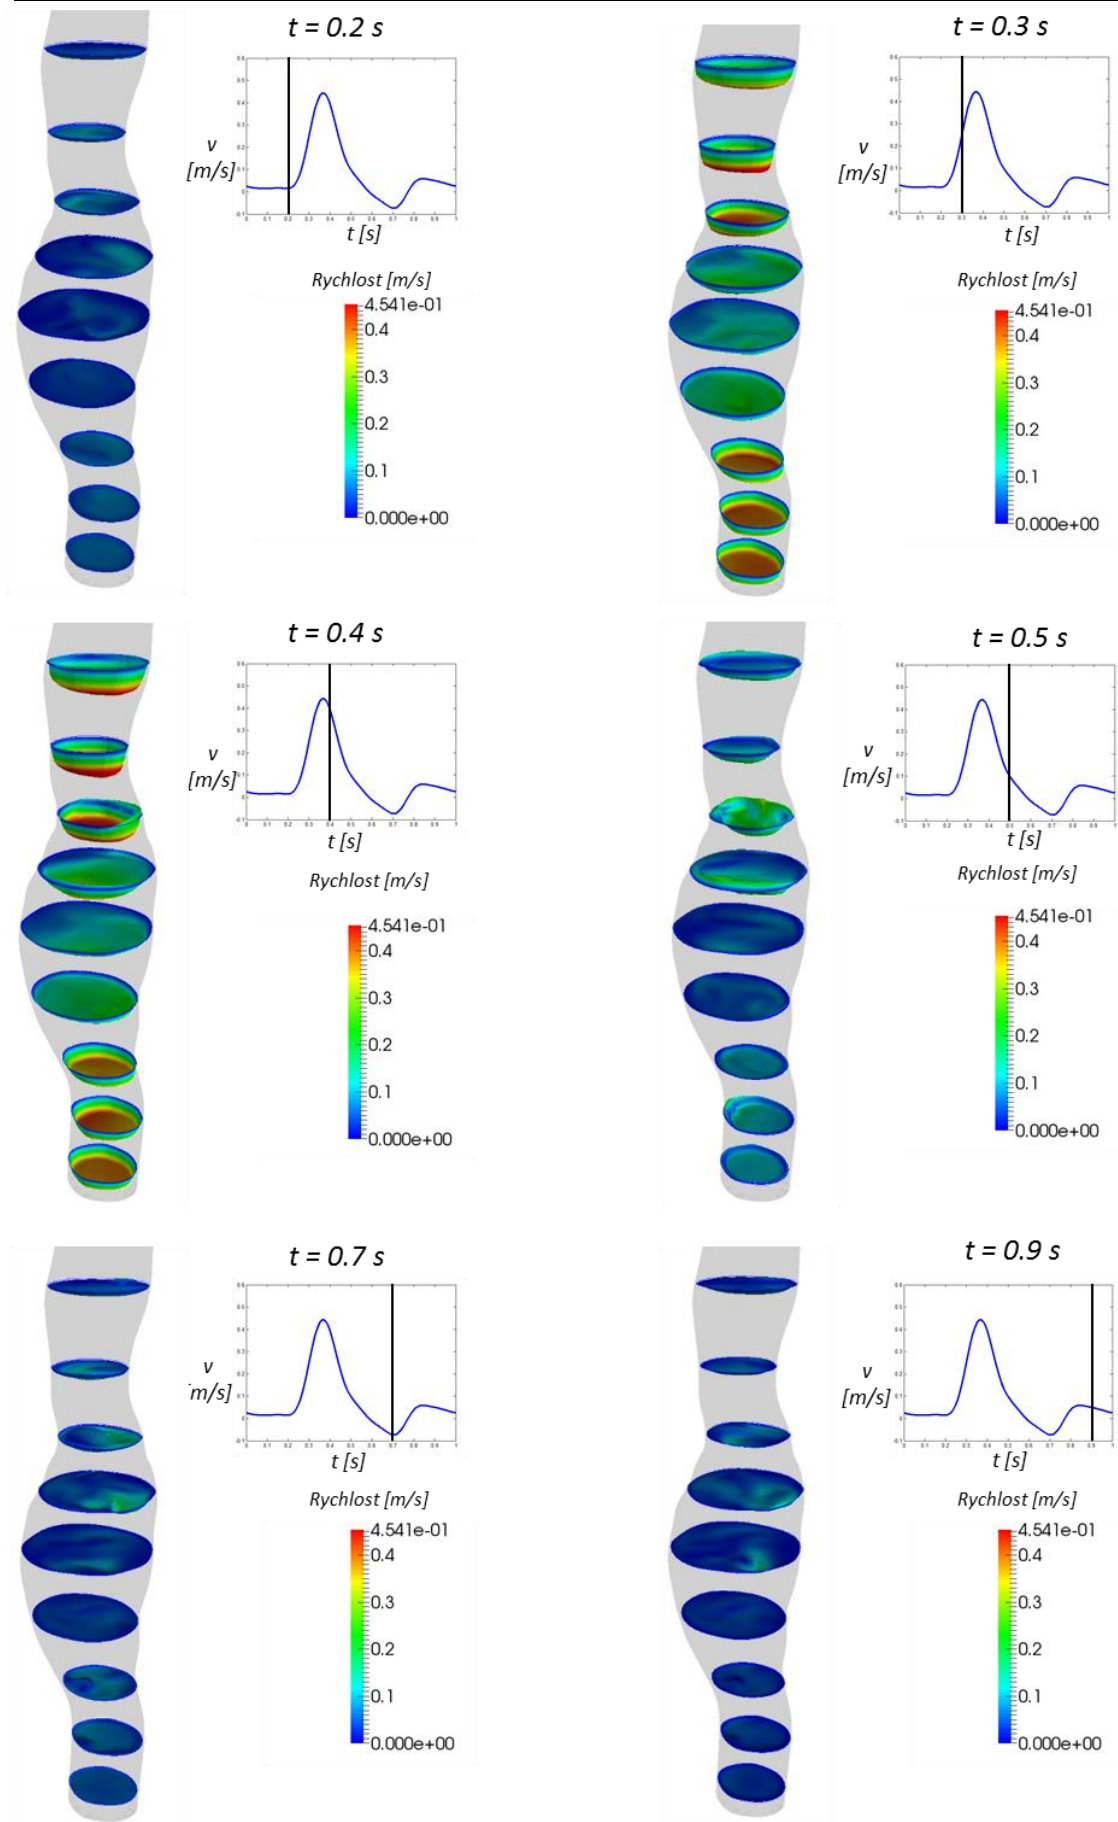 t = 0.2 s
v
[m/s]
t [s]
Rychlost [m/s]
4.541e-01
0.4
0.3
0.2
0.1
0.000e+00
t = 0.3 s
v
[m/s]
t [s]
Rychlost [m/s]
4.541e-01
0.4
0.3
0.2
0.1
0.000e+00
t = 0.4 s
v
[m/s]
t [s]
Rychlost [m/s]
4.541e-01
0.4
0.3
0.2
0.1
0.000e+00
t = 0.5 s
v
[m/s]
t [s]
Rychlost [m/s]
4.541e-01
0.4
0.3
0.2
0.1
0.000e+00
t = 0.7 s
v
m/s]
t [s]
Rychlost [m/s]
4.541e-01
0.4
0.3
0.2
0.1
0.000e+00
t = 0.9 s
v
[m/s]
t [s]
Rychlost [m/s]
4.541e-01
0.4
0.3
0.2
0.1
0.000e+00